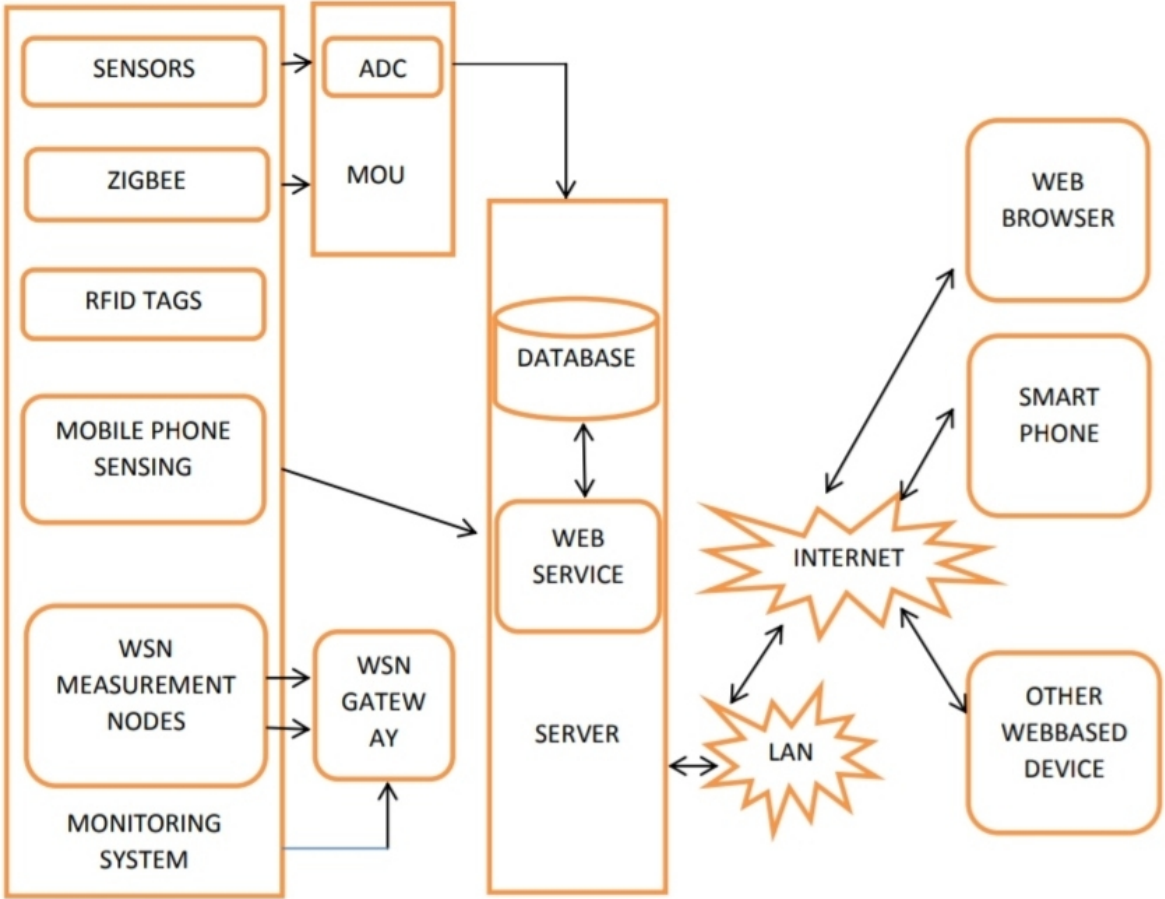 SENSORS
ZIGBEE
RFID TAGS
MOBILE PHONE
SENSING
WSN
MEASUREMENT
NODES
MONITORING
SYSTEM
ADC
MOU
WSN
GATEW
AY
DATABASE
WEB
SERVICE
SERVER
INTERNET
LAN
WEB
BROWSER
SMART
PHONE
OTHER
WEBBASED
DEVICE